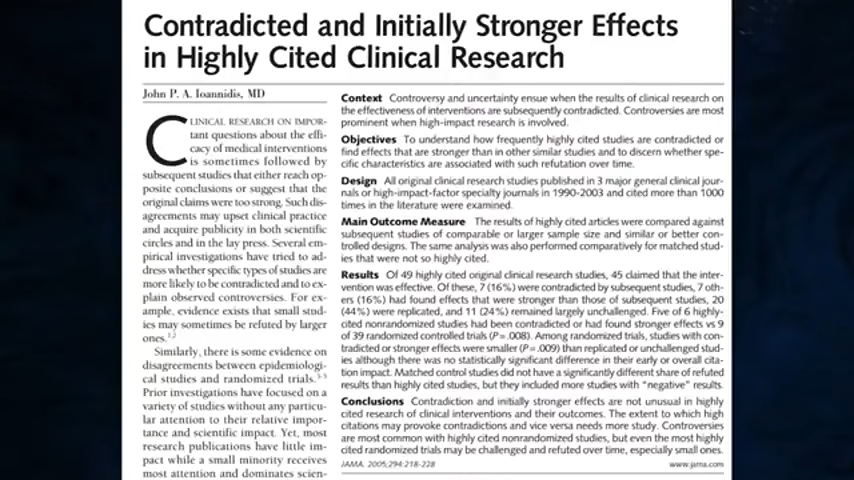 Contradicted and Initially Stronger Effects
in Highly Cited Clinical Research
John P. A. Ioannidis, MD
CLINICAL RESEARCH ON IMPOR-
tant questions about the effi-
cacy of medical interventions
is sometimes followed by
subsequent studies that either reach op-
posite conclusions or suggest that the
original claims were too strong. Such dis-
agreements may upset clinical practice
and acquire publicity in both scientific
circles and in the lay press. Several em-
pirical investigations have tried to ad-
dress whether specific types of studies are
more likely to be contradicted and to ex-
plain observed controversies. For ex-
ample, evidence exists that small stud-
ies may sometimes be refuted by larger
ones.1,2
Similarly, there is some evidence on
disagreements between epidemiologi-
cal studies and randomized trials.3-5
Prior investigations have focused on a
variety of studies without any particu-
lar attention to their relative impor-
tance and scientific impact. Yet, most
research publications have little im-
pact while a small minority receives
most attention and dominates scien-
Context Controversy and uncertainty ensue when the results of clinical research on
the effectiveness of interventions are subsequently contradicted. Controversies are most
prominent when high-impact research is involved.
Objectives To understand how frequently highly cited studies are contradicted or
find effects that are stronger than in other similar studies and to discern whether spe-
cific characteristics are associated with such refutation over time.
Design All original clinical research studies published in 3 major general clinical jour-
nals or high-impact-factor specialty journals in 1990-2003 and cited more than 1000
times in the literature were examined.
Main Outcome Measure The results of highly cited articles were compared against
subsequent studies of comparable or larger sample size and similar or better con-
trolled designs. The same analysis was also performed comparatively for matched stud-
ies that were not so highly cited.
Results Of 49 highly cited original clinical research studies, 45 claimed that the inter-
vention was effective. Of these, 7 (16%) were contradicted by subsequent studies, 7 oth-
ers (16%) had found effects that were stronger than those of subsequent studies, 20
(44%) were replicated, and 11 (24%) remained largely unchallenged. Five of 6 highly-
cited nonrandomized studies had been contradicted or had found stronger effects vs 9
of 39 randomized controlled trials (P=.008). Among randomized trials, studies with con-
tradicted or stronger effects were smaller (P=.009) than replicated or unchallenged stud-
ies although there was no statistically significant difference in their early or overall cita-
tion impact. Matched control studies did not have a significantly different share of refuted
results than highly cited studies, but they included more studies with “negative” results.
Conclusions Contradiction and initially stronger effects are not unusual in highly
cited research of clinical interventions and their outcomes. The extent to which high
citations may provoke contradictions and vice versa needs more study. Controversies
are most common with highly cited nonrandomized studies, but even the most highly
cited randomized trials may be challenged and refuted over time, especially small ones.
JAMA. 2005;294:218-228 www.jama.com